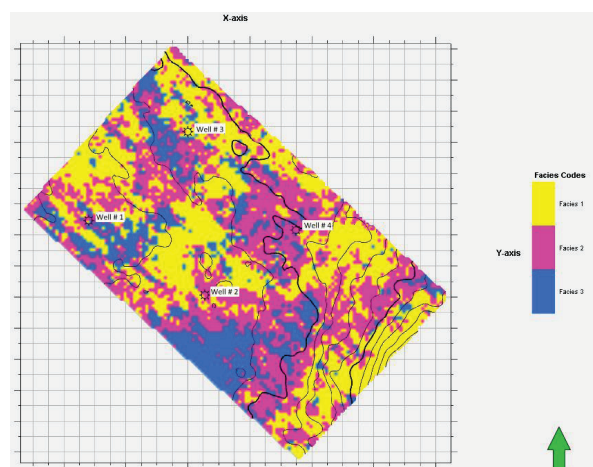 X-axis
Well # 3
Well # 1
Well # 4
Well # 2
Facies Codes
Facies 1
Facies 2
Facies 3
Y-axis